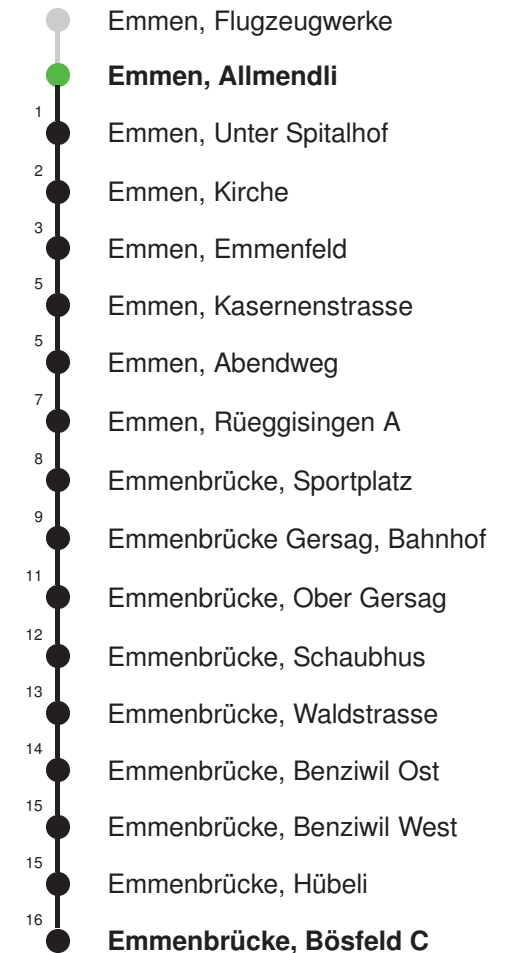 Emmen, Flugzeugwerke
Emmen, Allmendli
1 Emmen, Unter Spitalhof
2 Emmen, Kirche
3 Emmen, Emmenfeld
5 Emmen, Kasernenstrasse
5 Emmen, Abendweg
7 Emmen, Rüeggisingen A
8 Emmenbrücke, Sportplatz
9 Emmenbrücke Gersag, Bahnhof
11 Emmenbrücke, Ober Gersag
12 Emmenbrücke, Schaubhus
13 Emmenbrücke, Waldstrasse
14 Emmenbrücke, Benziwil Ost
15 Emmenbrücke, Benziwil West
15 Emmenbrücke, Hübeli
16 Emmenbrücke, Bösfeld C